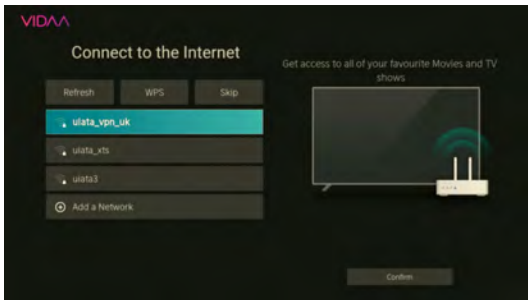 VIDAA
Connect to the Internet
Refresh WPS Skip
ulata_vpn_uk
ulata_xts
ulata3
Add a Network
Get access to all of your favourite Movies and TV
shows
Confirm